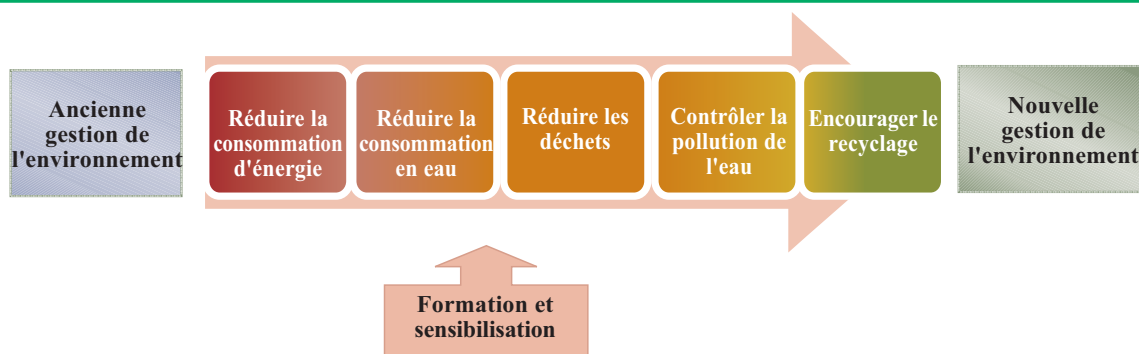 Ancienne
gestion de
l'environnement
Réduire la
consommation
d'énergie
Réduire la
consommation
en eau
Réduire les
déchets
Contrôler la
pollution de
l'eau
Encourager le
recyclage
Nouvelle
gestion de
l'environnement
Formation et
sensibilisation